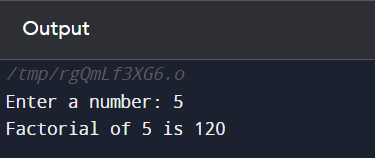 Output
/tmp/rgQmLf3XG6.o
Enter a number: 5
Factorial of 5 is 120